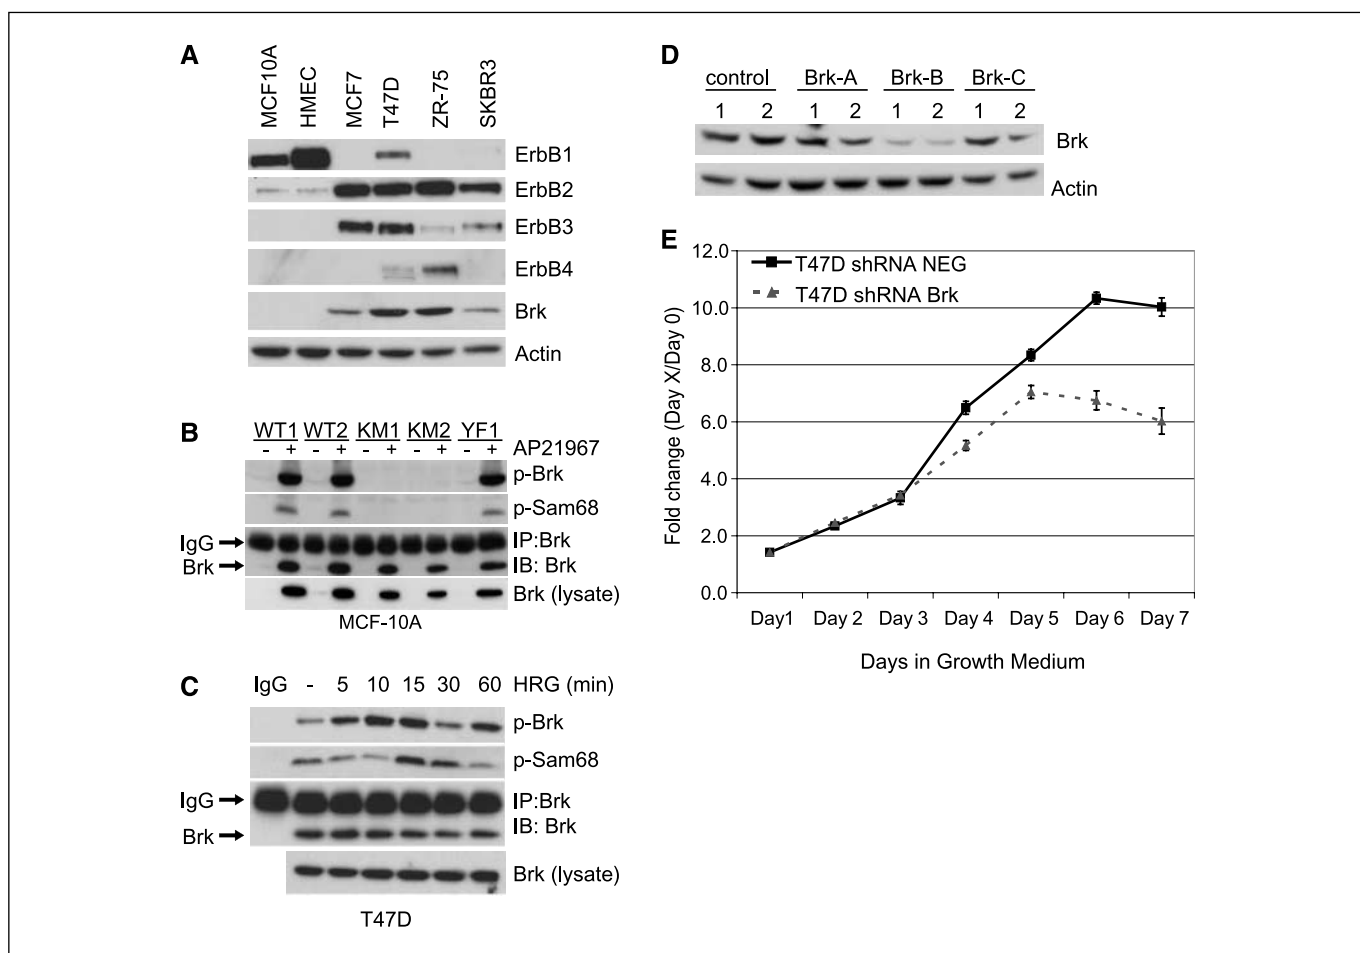 A
MCF10A
HMEC
MCF7
T47D
ZR-75
SKBR3
ErbB1
ErbB2
ErbB3
ErbB4
Brk
Actin
B
WT1 WT2 KM1 KM2 YF1
- + - + - + - + - + AP21967
p-Brk
p-Sam68
IgG IP:Brk
Brk IB: Brk
Brk (lysate)
MCF-10A
C
IgG - 5 10 15 30 60 HRG (min)
p-Brk
p-Sam68
IgG IP:Brk
Brk IB: Brk
Brk (lysate)
T47D
D
control Brk-A Brk-B Brk-C
1 2 1 2 1 2 1 2
Brk
Actin
E
Fold change (Day X/Day 0)
12.0
10.0
8.0
6.0
4.0
2.0
0.0
T47D shRNA NEG
T47D shRNA Brk
Day1 Day 2 Day 3 Day 4 Day 5 Day 6 Day 7
Days in Growth Medium